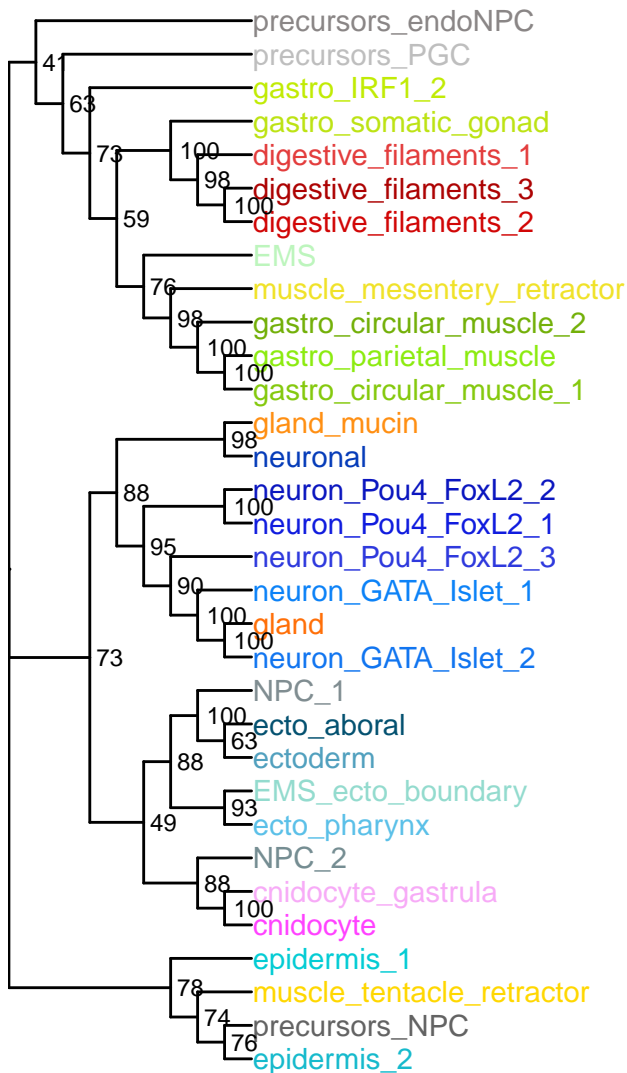 precursors_endoNPC
41
precursors_PGC
63
gastro_IRF1_2
gastro_somatic_gonad
73
100
digestive_filaments_1
98
digestive_filaments_3
100
59
digestive_filaments_2
EMS
76
muscle_mesentery_retractor
98
gastro_circular_muscle_2
100
gastro_parietal_muscle
100
gastro_circular_muscle_1
gland_mucin
98
neuronal
88
neuron_Pou4_FoxL2_2
100
neuron_Pou4_FoxL2_1
95
neuron_Pou4_FoxL2_3
90
neuron_GATA_Islet_1
100
gland
100
73
neuron_GATA_Islet_2
NPC_1
100
ecto_aboral
63
88
ectoderm
EMS_ecto_boundary
93
49
ecto_pharynx
NPC_2
88
cnidocyte_gastrula
100
cnidocyte
epidermis_1
78
muscle_tentacle_retractor
74
precursors_NPC
76
epidermis_2